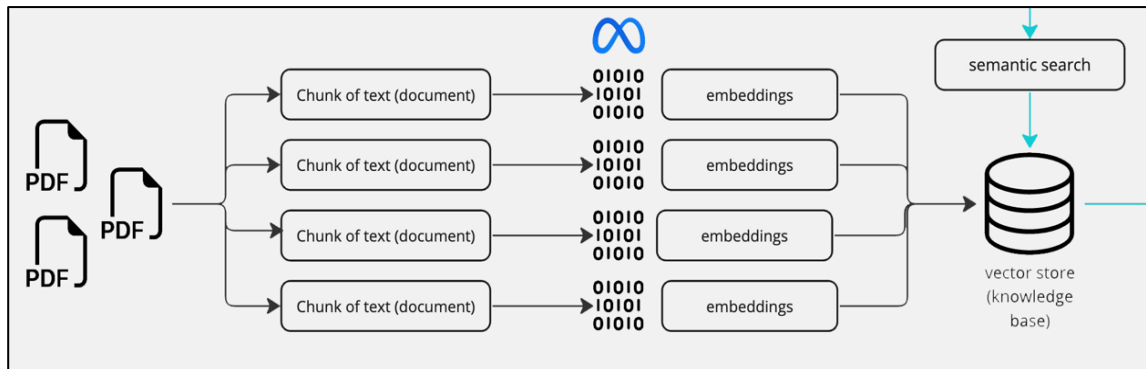 PDF
PDF
PDF
Chunk of text (document)
01010
10101
01010
embeddings
Chunk of text (document)
01010
10101
01010
embeddings
Chunk of text (document)
01010
10101
01010
embeddings
Chunk of text (document)
01010
10101
01010
embeddings
semantic search
vector store
(knowledge
base)